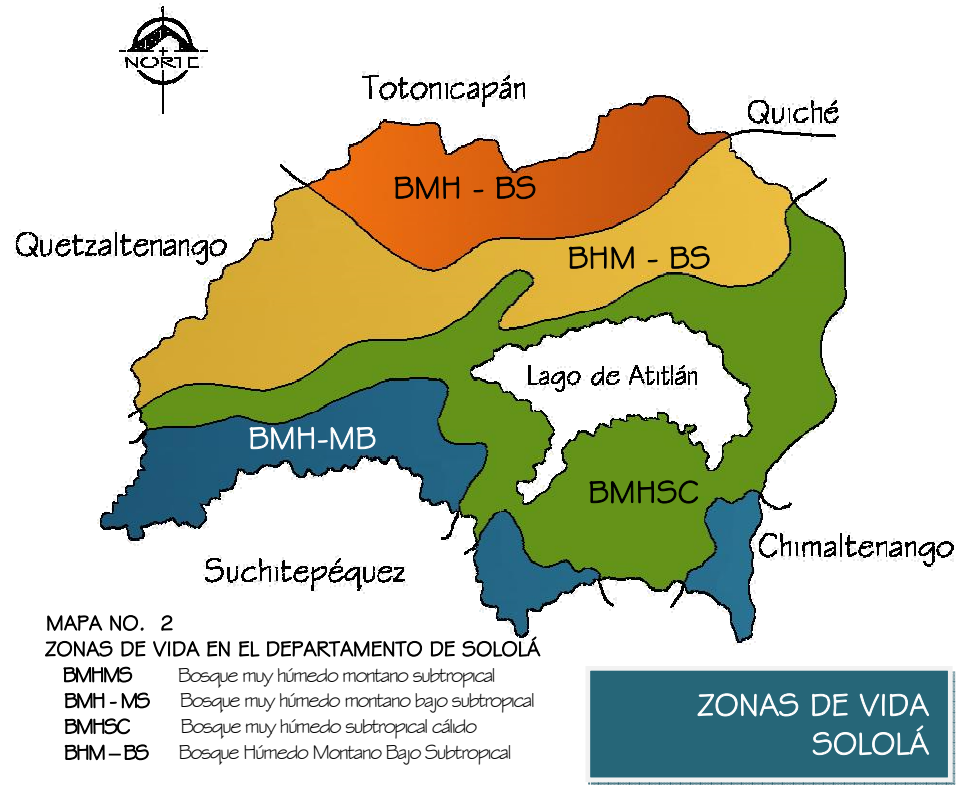 NORTE
Totonicapán
Quiché
BMH - BS
Quetzaltenango
BHM - BS
Lago de Atitlán
BMH-MB
BMHSC
Chimaltenango
Suchitepéquez
MAPA NO. 2
ZONAS DE VIDA EN EL DEPARTAMENTO DE SOLOLÁ
BMHMS Bosque muy húmedo montano subtropical
BMH - MS Bosque muy húmedo montano bajo subtropical
BMHSC Bosque muy húmedo subtropical cálido
BHM – BS Bosque Húmedo Montano Bajo Subtropical
ZONAS DE VIDA
SOLOLÁ